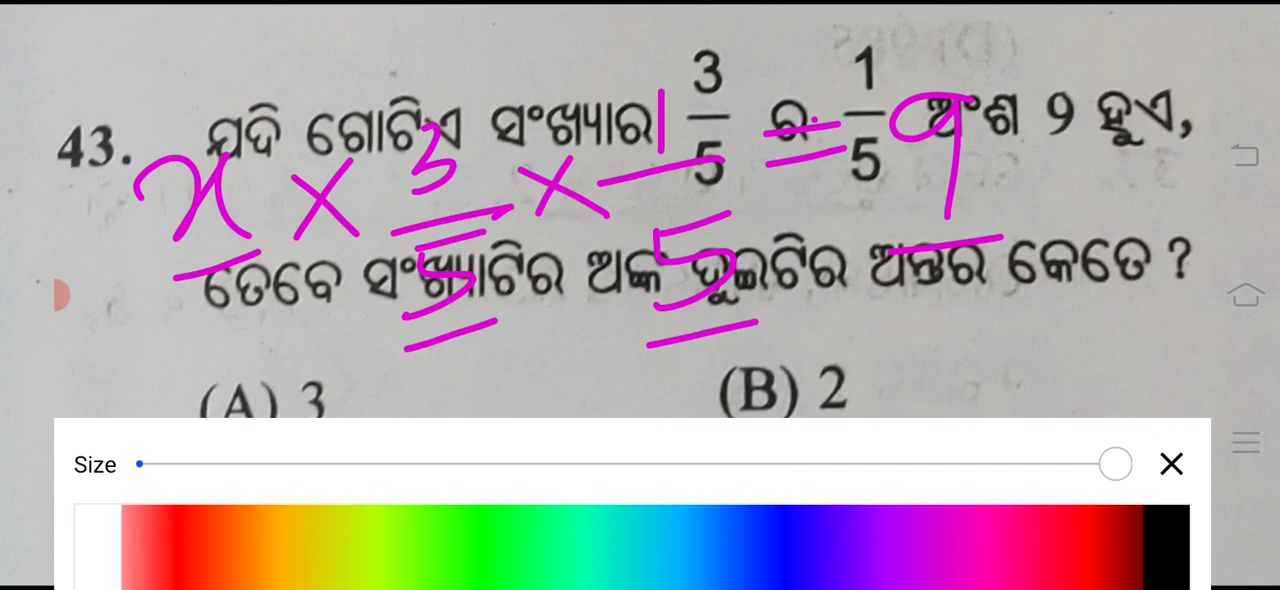 43. ଯଦି ଗୋଟିଏ ସଂଖ୍ୟାର 3/5 ର 1/5 ଅଂଶ 9 ହୁଏ,
x × 3/5 × 1/5 9
ତେବେ ସଂଖ୍ୟାଟିର ଅଙ୍କ ଦୁଇଟିର ଅନ୍ତର କେତେ ?
(A) 3 (B) 2
Size